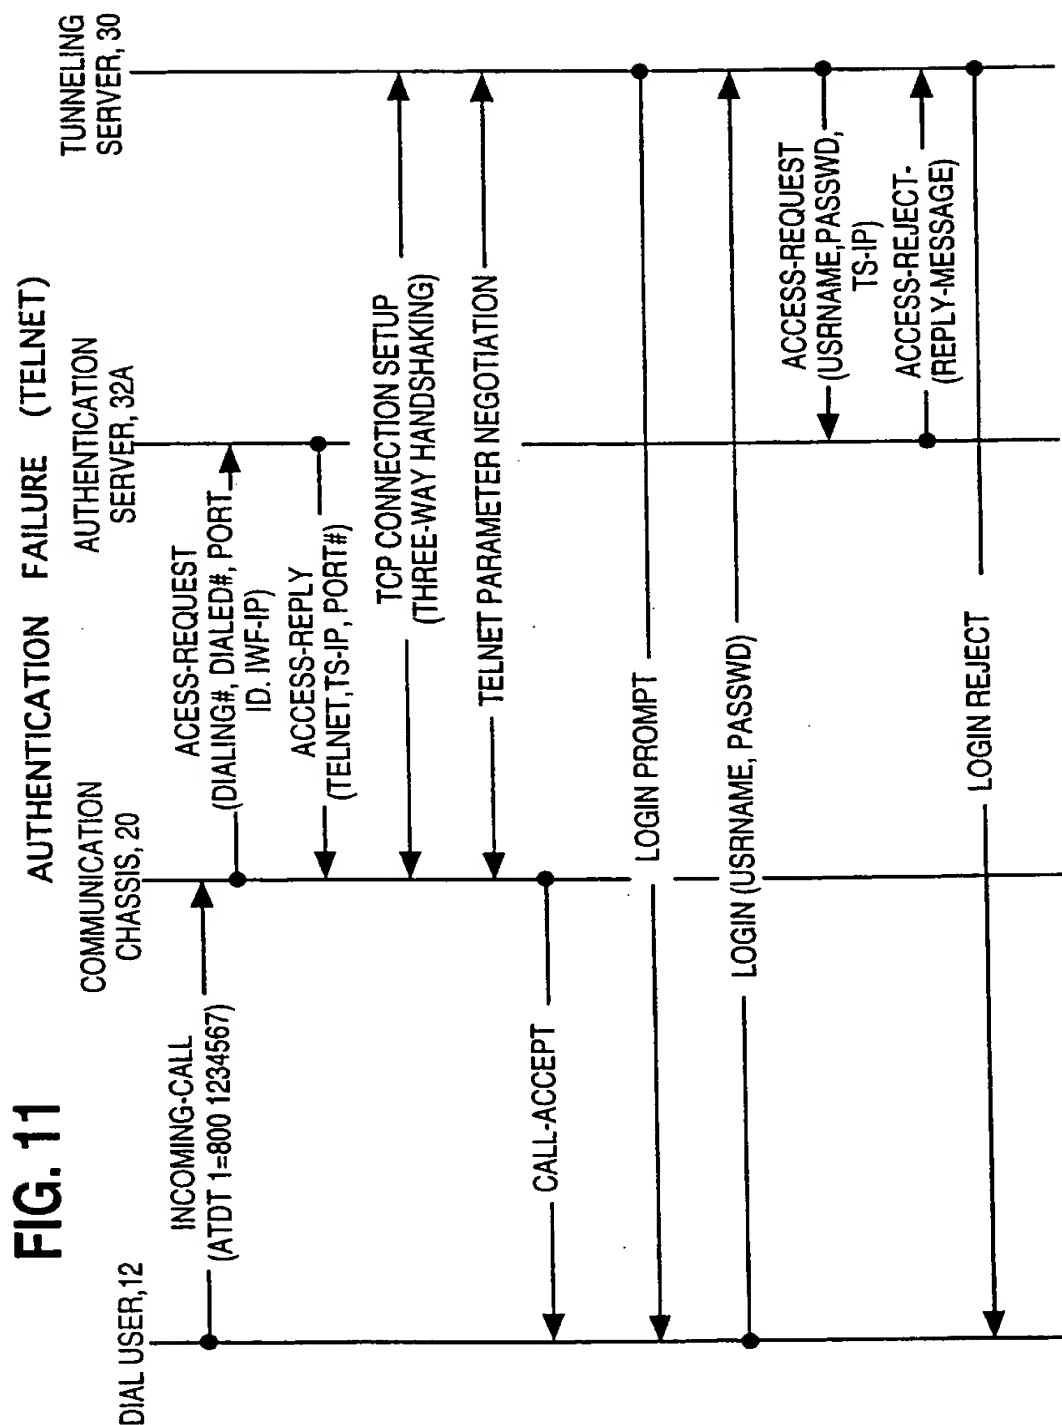 FIG. 11
AUTHENTICATION FAILURE (TELNET)
DIAL USER,12
COMMUNICATION
CHASSIS, 20
AUTHENTICATION
SERVER, 32A
TUNNELING
SERVER, 30
INCOMING-CALL
(ATDT 1=800 1234567)
ACESS-REQUEST
(DIALING#, DIALED#, PORT
ID. IWF-IP)
ACCESS-REPLY
(TELNET,TS-IP, PORT#)
TCP CONNECTION SETUP
(THREE-WAY HANDSHAKING)
TELNET PARAMETER NEGOTIATION
CALL-ACCEPT
LOGIN PROMPT
LOGIN (USRNAME, PASSWD)
ACCESS-REQUEST
(USRNAME,PASSWD,
TS-IP)
ACCESS-REJECT-
(REPLY-MESSAGE)
LOGIN REJECT